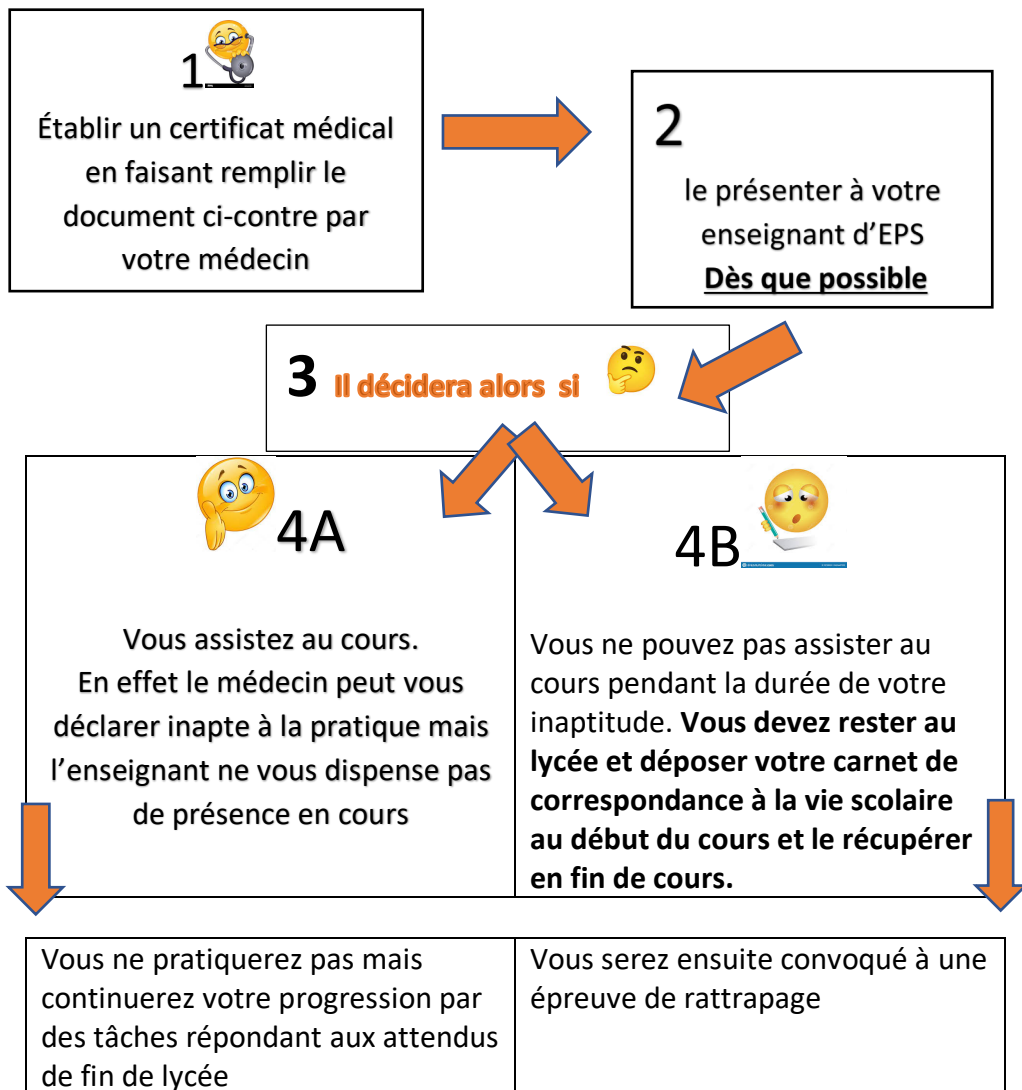 1
Établir un certificat médical
en faisant remplir le
document ci-contre par
votre médecin
2
le présenter à votre
enseignant d’EPS
Dès que possible
3 Il décidera alors si
4A
Vous assistez au cours.
En effet le médecin peut vous
déclarer inapte à la pratique mais
l’enseignant ne vous dispense pas
de présence en cours
4B
Vous ne pouvez pas assister au
cours pendant la durée de votre
inaptitude. Vous devez rester au
lycée et déposer votre carnet de
correspondance à la vie scolaire
au début du cours et le récupérer
en fin de cours.
Vous ne pratiquerez pas mais
continuerez votre progression par
des tâches répondant aux attendus
de fin de lycée
Vous serez ensuite convoqué à une
épreuve de rattrapage